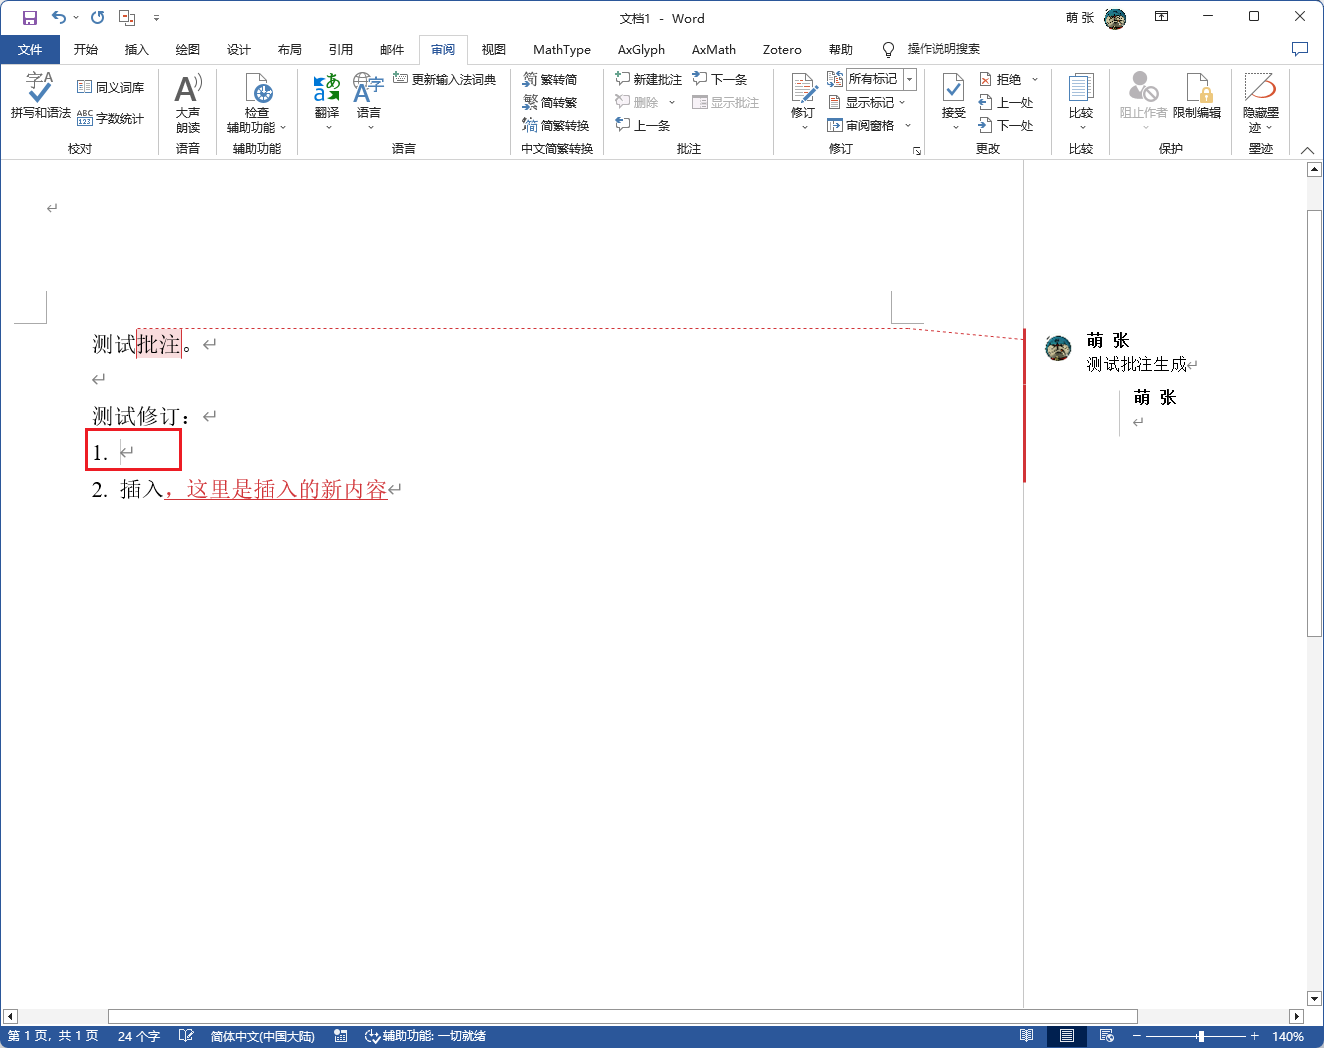 文档1 - Word
萌 张
文件 开始 插入 绘图 设计 布局 引用 邮件 审阅 视图 MathType AxGlyph AxMath Zotero 帮助 操作说明搜索
拼写和语法
同义词库
字数统计
校对
大声
朗读
语音
检查
辅助功能
辅助功能
翻译
语言
更新输入法词典
语言
繁转简
简转繁
简繁转换
中文简繁转换
新建批注
删除
上一条
下一条
显示批注
批注
修订
所有标记
显示标记
审阅窗格
修订
接受
拒绝
上一处
下一处
更改
比较
比较
阻止作者
限制编辑
保护
隐藏墨
迹
墨迹
测试批注。
测试修订：
1.
2. 插入，这里是插入的新内容
萌 张
测试批注生成
萌 张
第 1 页，共 1 页 24 个字 简体中文(中国大陆) 辅助功能: 一切就绪 140%